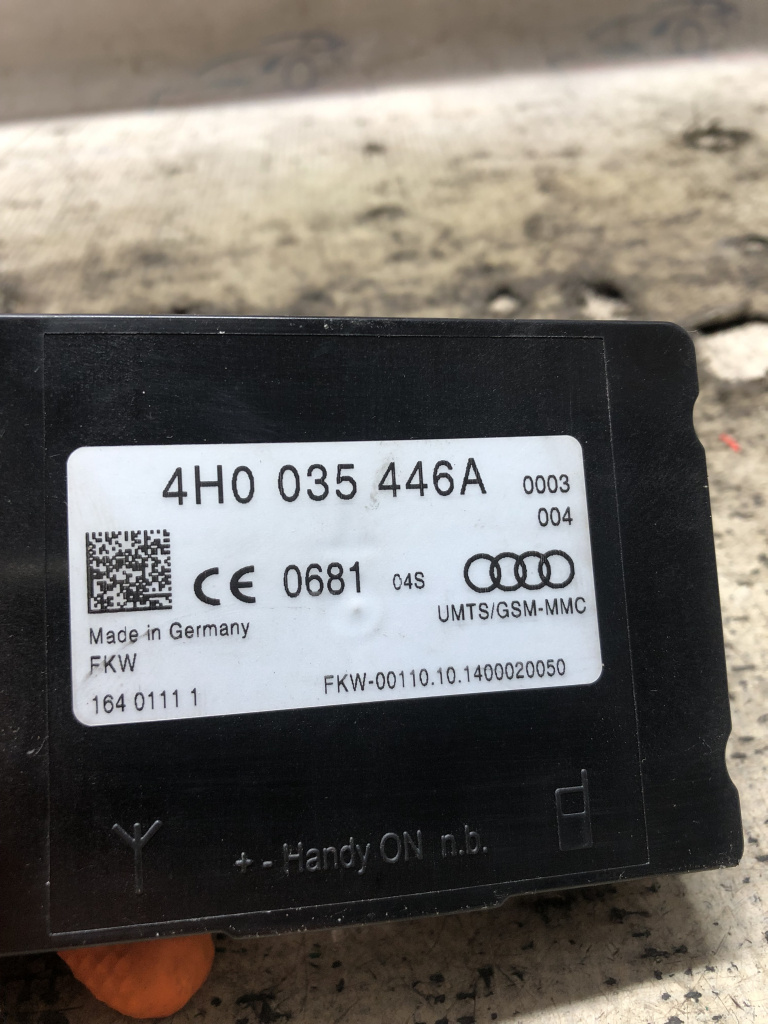 4H0 035 446A 0003
004
CE 0681 04S
UMTS/GSM-MMC
Made in Germany
FKW
164 0111 1 FKW-00110.10.1400020050
+ - Handy ON n.b.